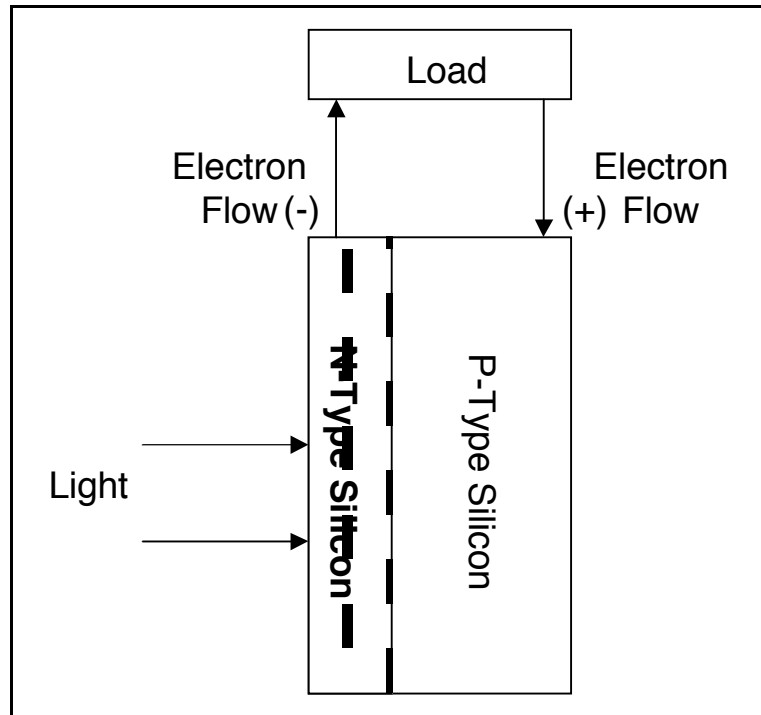 Load
Electron
Flow (-)
Electron
(+) Flow
N-Type Silicon
P-Type Silicon
Light